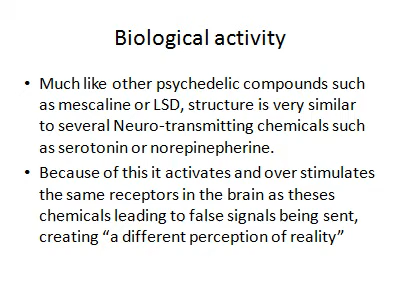 Biological activity
• Much like other psychedelic compounds such
as mescaline or LSD, structure is very similar
to several Neuro-transmitting chemicals such
as serotonin or norepinepherine.
• Because of this it activates and over stimulates
the same receptors in the brain as theses
chemicals leading to false signals being sent,
creating “a different perception of reality”